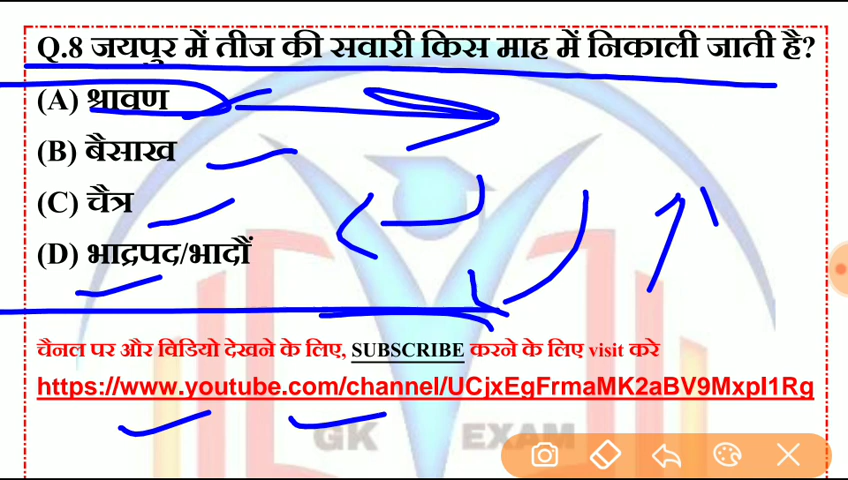 Q.8 जयपुर में तीज की सवारी किस माह में निकाली जाती है?
(A) श्रावण
(B) बैसाख
(C) चैत्र
(D) भाद्रपद/भादौं
चैनल पर और विडियो देखने के लिए, SUBSCRIBE करने के लिए visit करे
https://www.youtube.com/channel/UCjxEgFrmaMK2aBV9MxpI1Rg
GK EXAM